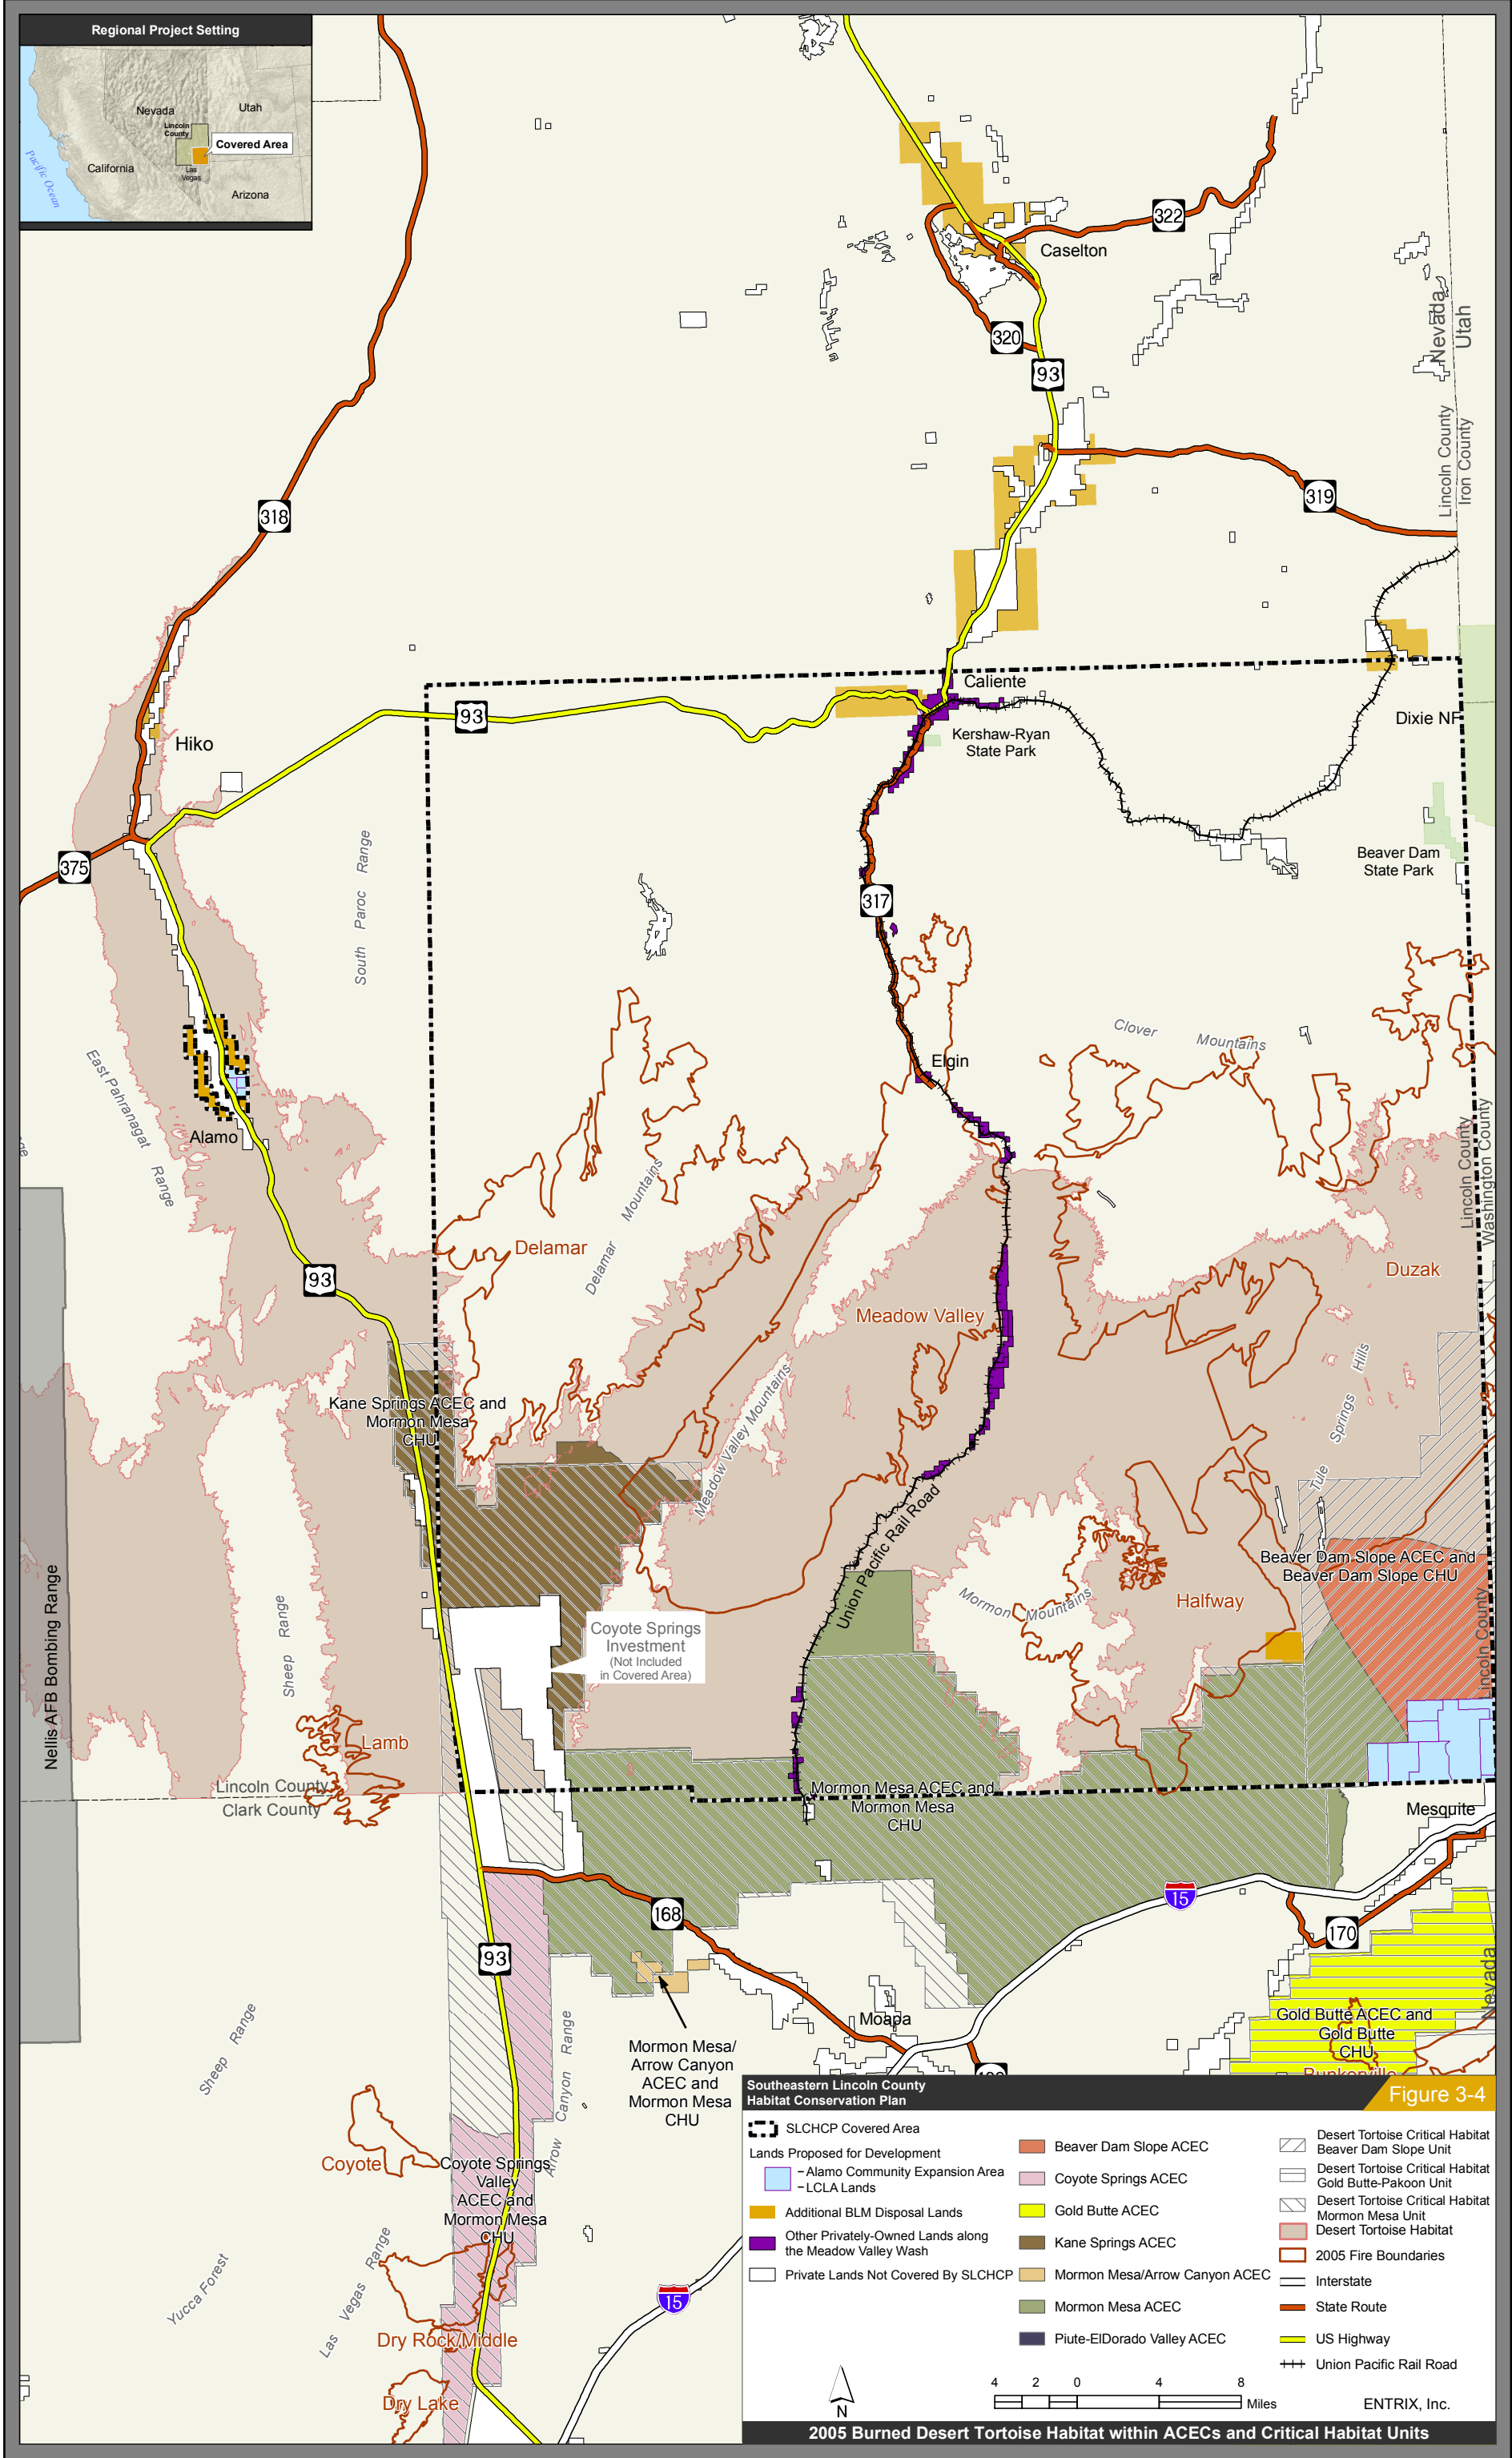 Regional Project Setting
Nevada
Utah
Lincoln
County
Covered Area
California
Las
Vegas
Arizona
Pacific Ocean
322
Caselton
320
93
Nevada
Utah
318
319
Lincoln County
Iron County
Caliente
93
Dixie NF
Hiko
Kershaw-Ryan
State Park
375
South Paroc Range
Beaver Dam
State Park
317
Clover Mountains
Elgin
East Pahranagat Range
Alamo
Lincoln County
Washington County
Delamar
Delamar Mountains
93
Duzak
Meadow Valley
Kane Springs ACEC and
Mormon Mesa
CHU
Meadow Valley Mountains
Tule Springs Hills
Union Pacific Rail Road
Beaver Dam Slope ACEC and
Beaver Dam Slope CHU
Nellis AFB Bombing Range
Sheep Range
Mormon Mountains
Halfway
Coyote Springs
Investment
(Not Included
in Covered Area)
Lincoln County
Lamb
Lincoln County
Clark County
Mormon Mesa ACEC and
Mormon Mesa
CHU
Mesquite
15
168
170
93
Nevada
Moapa
Gold Butte ACEC and
Gold Butte
CHU
Sheep Range
Arrow Canyon Range
Mormon Mesa/
Arrow Canyon
ACEC and
Mormon Mesa
CHU
Bunkerville
Coyote
Coyote Springs
Valley
ACEC and
Mormon Mesa
CHU
Yucca Forest
Las Vegas Range
15
Dry Rock/Middle
Dry Lake
Southeastern Lincoln County
Habitat Conservation Plan
Figure 3-4
SLCHCP Covered Area
Lands Proposed for Development
– Alamo Community Expansion Area
– LCLA Lands
Additional BLM Disposal Lands
Other Privately-Owned Lands along
the Meadow Valley Wash
Private Lands Not Covered By SLCHCP
Beaver Dam Slope ACEC
Coyote Springs ACEC
Gold Butte ACEC
Kane Springs ACEC
Mormon Mesa/Arrow Canyon ACEC
Mormon Mesa ACEC
Piute-ElDorado Valley ACEC
Desert Tortoise Critical Habitat
Beaver Dam Slope Unit
Desert Tortoise Critical Habitat
Gold Butte-Pakoon Unit
Desert Tortoise Critical Habitat
Mormon Mesa Unit
Desert Tortoise Habitat
2005 Fire Boundaries
Interstate
State Route
US Highway
Union Pacific Rail Road
N
4 2 0 4 8
Miles
ENTRIX, Inc.
2005 Burned Desert Tortoise Habitat within ACECs and Critical Habitat Units